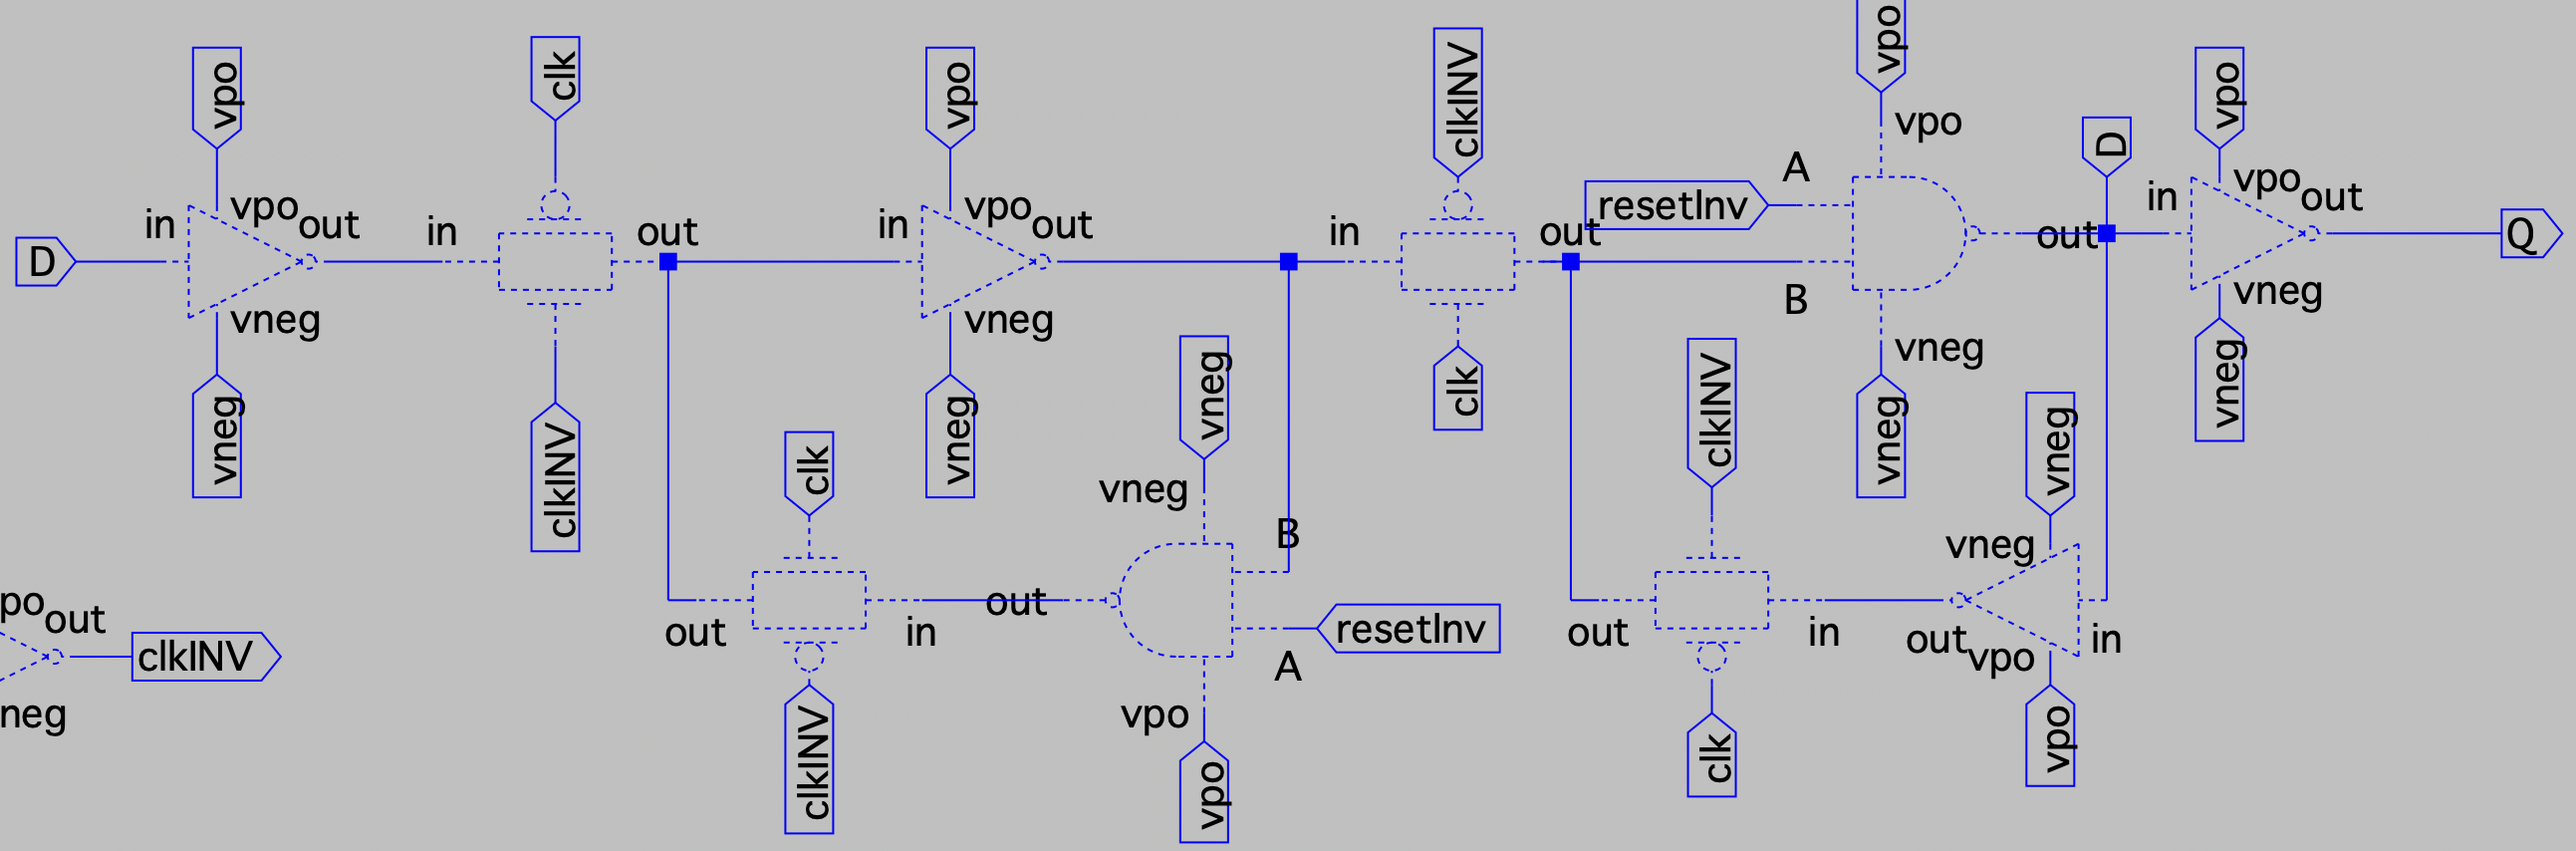 vpo
clk
vpo
clkINV
vpo
vpo
D
vpo
in
vpo
out
in
out
in
vpo
out
in
out
resetInv
A
B
out
in
vpo
out
D
Q
vneg
vneg
vneg
vneg
vneg
vneg
vneg
vneg
clkINV
clk
vneg
clk
clkINV
vneg
vneg
B
vneg
po
out
clkINV
neg
out
in
out
resetInv
A
out
in
out
vpo
in
clkINV
vpo
vpo
clk
vpo